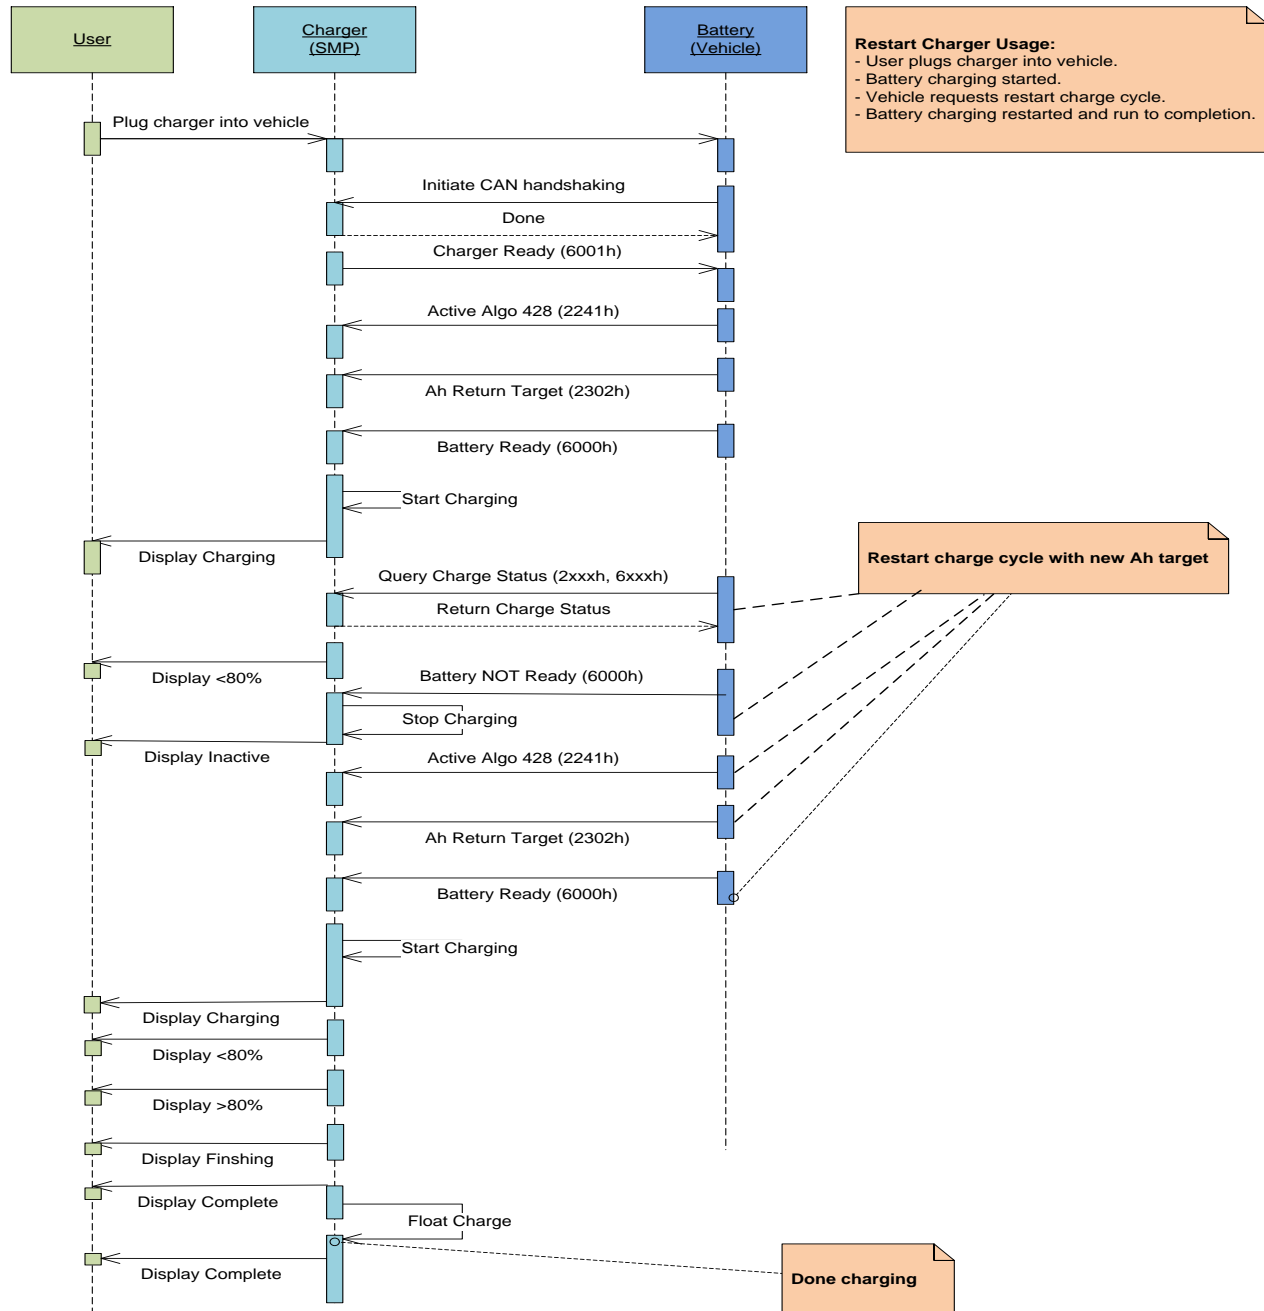 User
Charger
(SMP)
Battery
(Vehicle)
Restart Charger Usage:
- User plugs charger into vehicle.
- Battery charging started.
- Vehicle requests restart charge cycle.
- Battery charging restarted and run to completion.
Plug charger into vehicle
Initiate CAN handshaking
Done
Charger Ready (6001h)
Active Algo 428 (2241h)
Ah Return Target (2302h)
Battery Ready (6000h)
Start Charging
Display Charging
Restart charge cycle with new Ah target
Query Charge Status (2xxxh, 6xxxh)
Return Charge Status
Display <80%
Battery NOT Ready (6000h)
Stop Charging
Display Inactive
Active Algo 428 (2241h)
Ah Return Target (2302h)
Battery Ready (6000h)
Start Charging
Display Charging
Display <80%
Display >80%
Display Finshing
Display Complete
Float Charge
Display Complete
Done charging